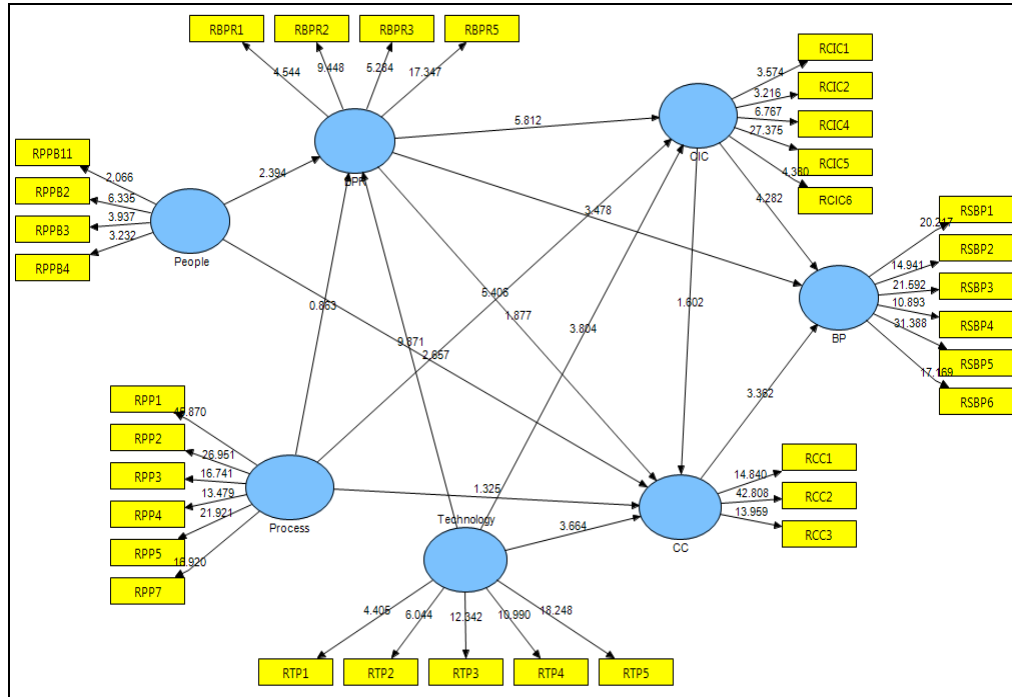 RBPR1
RBPR2
RBPR3
RBPR5
4.544
9.448
5.284
17.347
RCIC1
RCIC2
RCIC4
RCIC5
RCIC6
3.574
3.216
6.767
27.375
4.380
CIC
5.812
RPPB11
RPPB2
RPPB3
RPPB4
2.066
6.335
3.937
3.232
People
2.394
BPR
3.478
4.282
RSBP1
RSBP2
RSBP3
RSBP4
RSBP5
RSBP6
20.217
14.941
21.592
10.893
31.388
17.169
BP
0.863
5.406
1.877
9.871
2.657
3.804
1.602
3.362
RPP1
RPP2
RPP3
RPP4
RPP5
RPP7
26.951
16.741
13.479
21.921
16.920
Process
1.325
Technology
3.664
CC
RCC1
RCC2
RCC3
14.840
42.808
13.959
4.405
6.044
12.342
10.990
18.248
RTP1
RTP2
RTP3
RTP4
RTP5